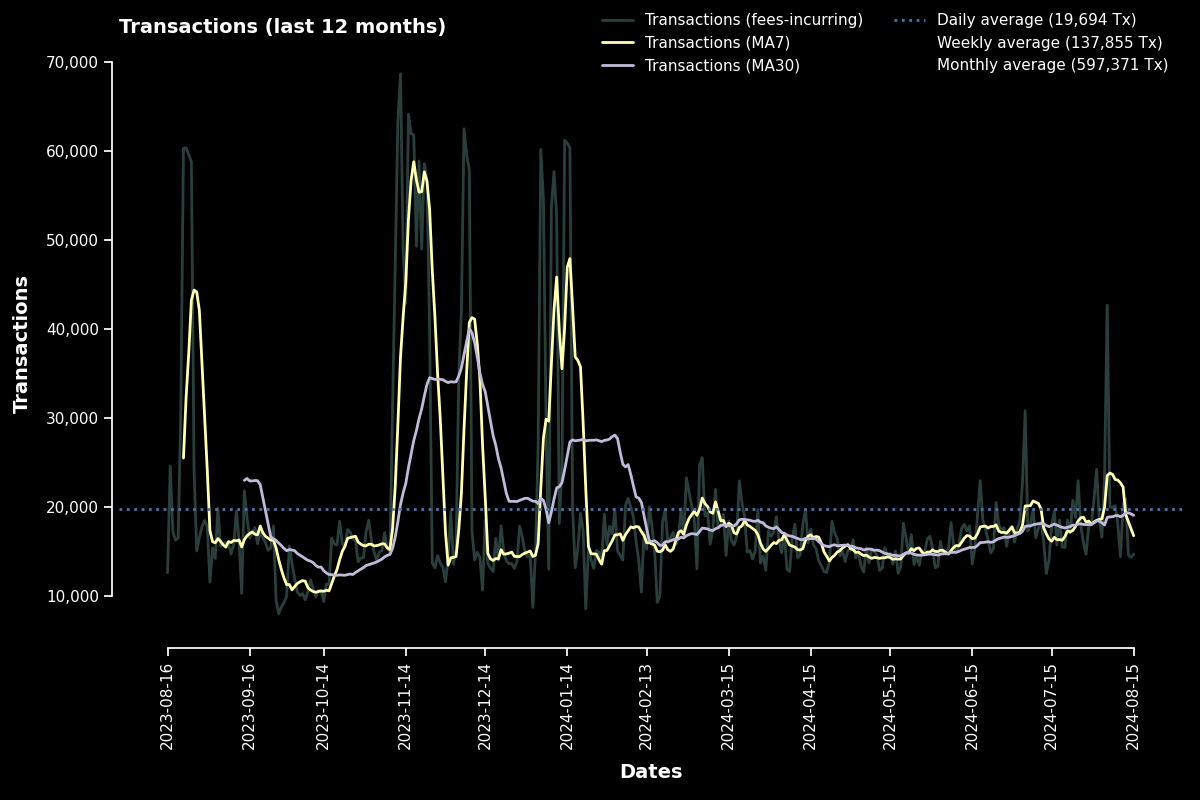 Transactions (last 12 months)
Transactions (fees-incurring)
Transactions (MA7)
Transactions (MA30)
Daily average (19,694 Tx)
Weekly average (137,855 Tx)
Monthly average (597,371 Tx)
Transactions
70,000
60,000
50,000
40,000
30,000
20,000
10,000
2023-08-16
2023-09-16
2023-10-14
2023-11-14
2023-12-14
2024-01-14
2024-02-13
2024-03-15
2024-04-15
2024-05-15
2024-06-15
2024-07-15
2024-08-15
Dates